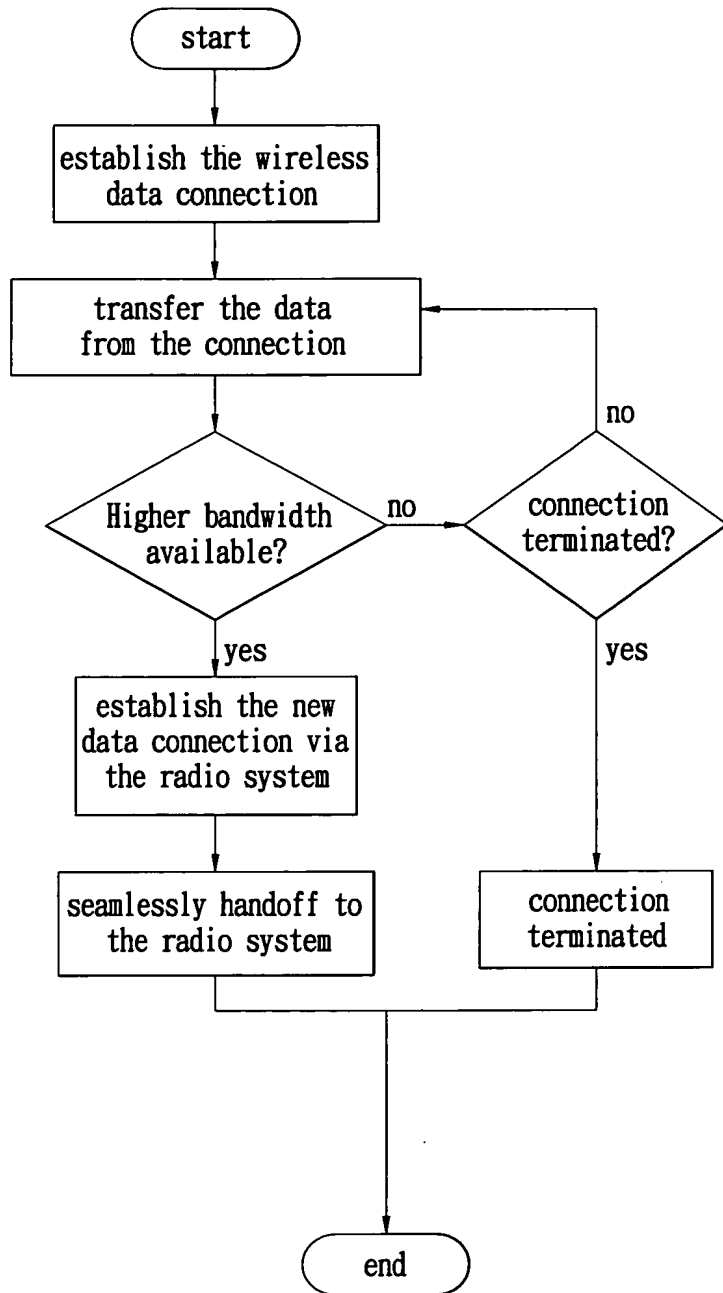 start
establish the wireless
data connection
transfer the data
from the connection
no
Higher bandwidth
available?
no
connection
terminated?
yes
yes
establish the new
data connection via
the radio system
seamlessly handoff to
the radio system
connection
terminated
end